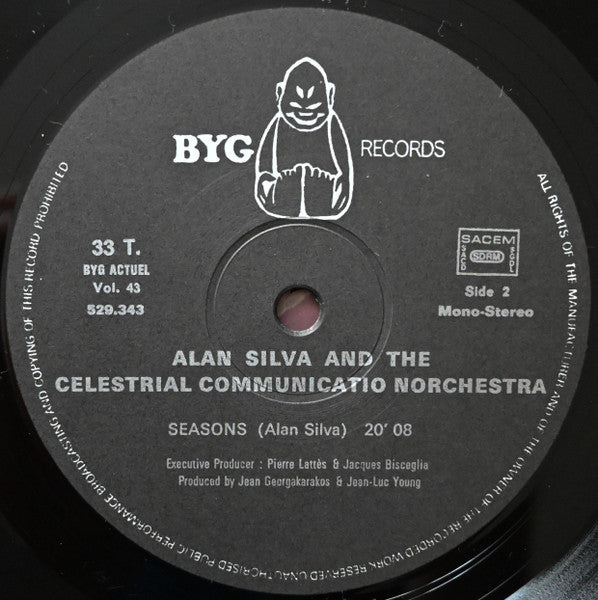 BYG RECORDS
33 T.
BYG ACTUEL
Vol. 43
529.343
SACEM
SACD SDRM SGDL
Side 2
Mono-Stereo
ALAN SILVA AND THE
CELESTRIAL COMMUNICATIO NORCHESTRA
SEASONS (Alan Silva) 20' 08
Executive Producer : Pierre Lattès & Jacques Bisceglia
Produced by Jean Georgakarakos & Jean-Luc Young
ALL RIGHTS OF THE MANUFACTURER AND OF THE OWNER OF THE RECORDED WORK RESERVED UNAUTHORISED PUBLIC PERFORMANCE BROADCASTING AND COPYING OF THIS RECORD PROHIBITED